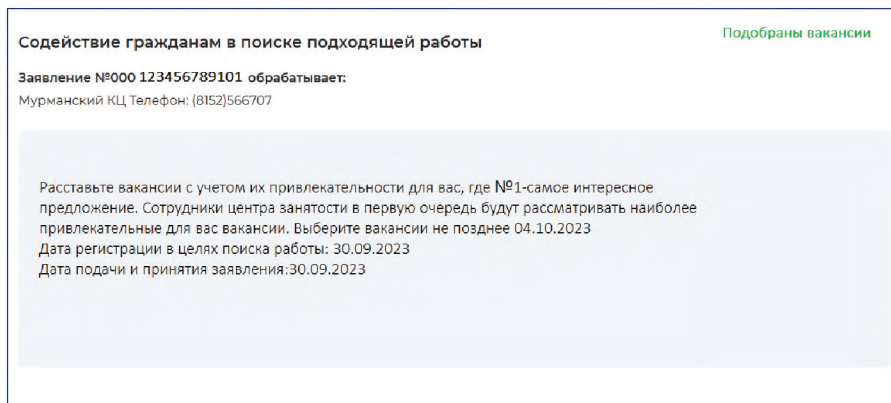 Содействие гражданам в поиске подходящей работы
Подобраны вакансии
Заявление №000 123456789101 обрабатывает:
Мурманский КЦ Телефон: (8152)566707
Расставьте вакансии с учетом их привлекательности для вас, где №1-самое интересное
предложение. Сотрудники центра занятости в первую очередь будут рассматривать наиболее
привлекательные для вас вакансии. Выберите вакансии не позднее 04.10.2023
Дата регистрации в целях поиска работы: 30.09.2023
Дата подачи и принятия заявления:30.09.2023